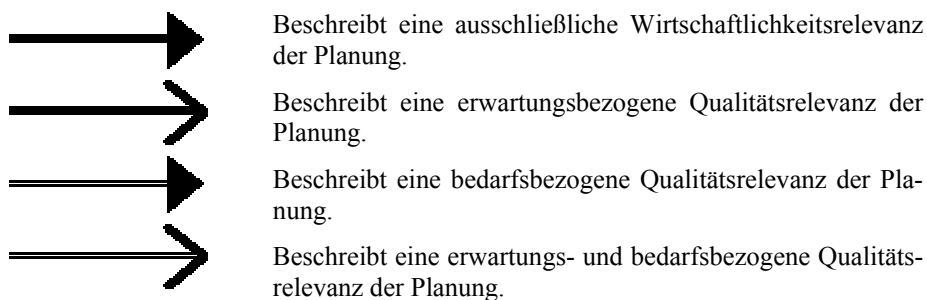 Beschreibt eine ausschließliche Wirtschaftlichkeitsrelevanz
der Planung.
Beschreibt eine erwartungsbezogene Qualitätsrelevanz der
Planung.
Beschreibt eine bedarfsbezogene Qualitätsrelevanz der Pla-
nung.
Beschreibt eine erwartungs- und bedarfsbezogene Qualitäts-
relevanz der Planung.